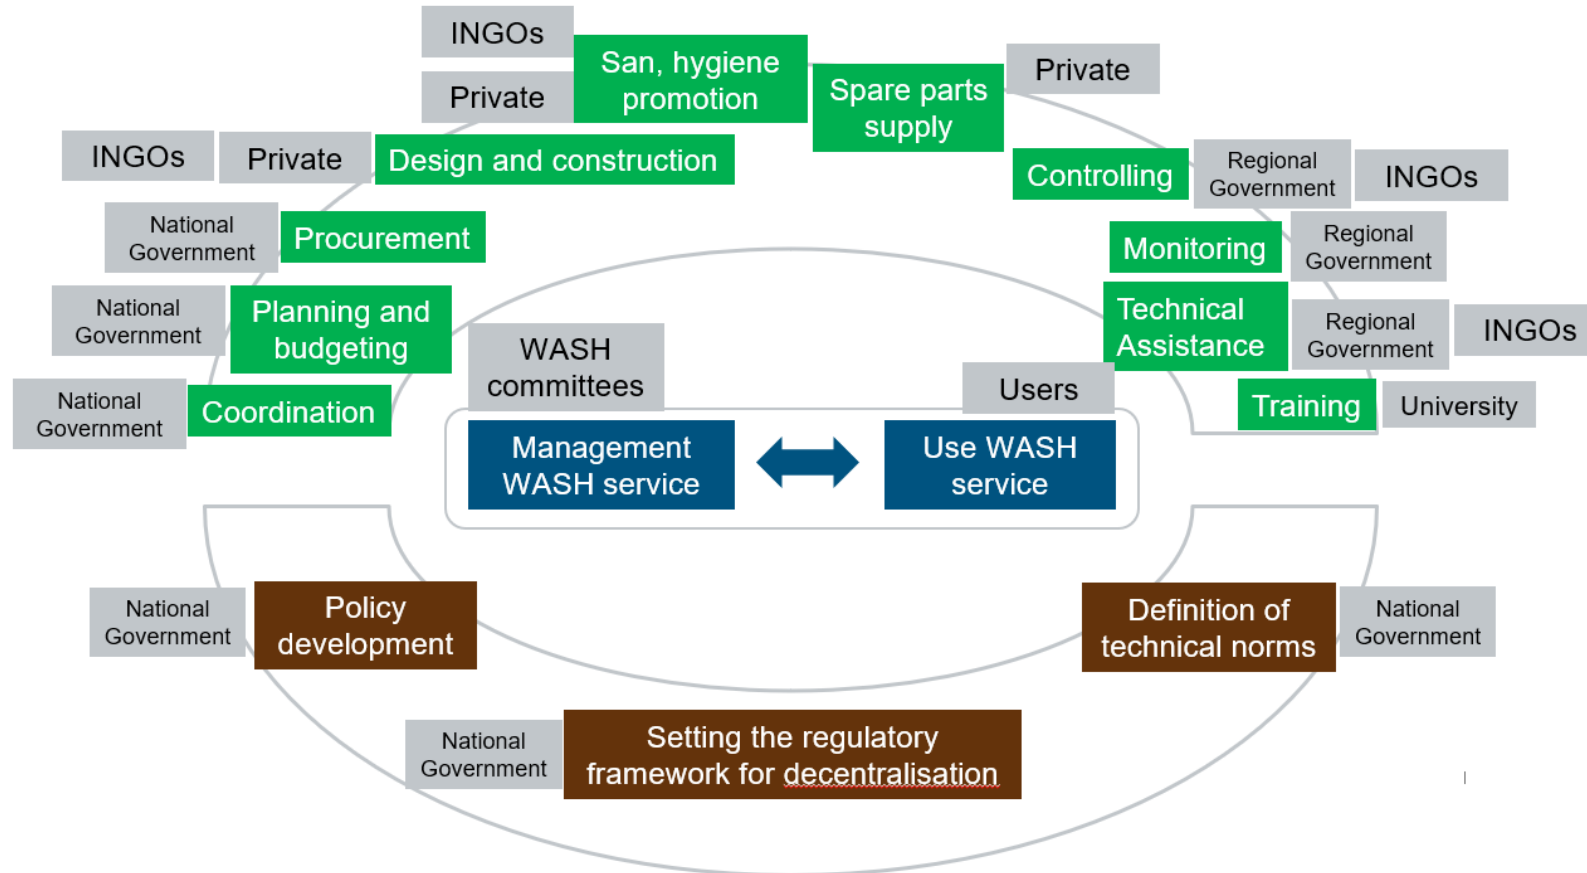 INGOs
San, hygiene
promotion
Private
Spare parts
supply
Private
INGOs
Private
Design and construction
Controlling
Regional
Government
INGOs
National
Government
Procurement
Monitoring
Regional
Government
National
Government
Planning and
budgeting
Technical
Assistance
Regional
Government
INGOs
WASH
committees
Users
National
Government
Coordination
Training
University
Management
WASH service
Use WASH
service
National
Government
Policy
development
Definition of
technical norms
National
Government
National
Government
Setting the regulatory
framework for decentralisation